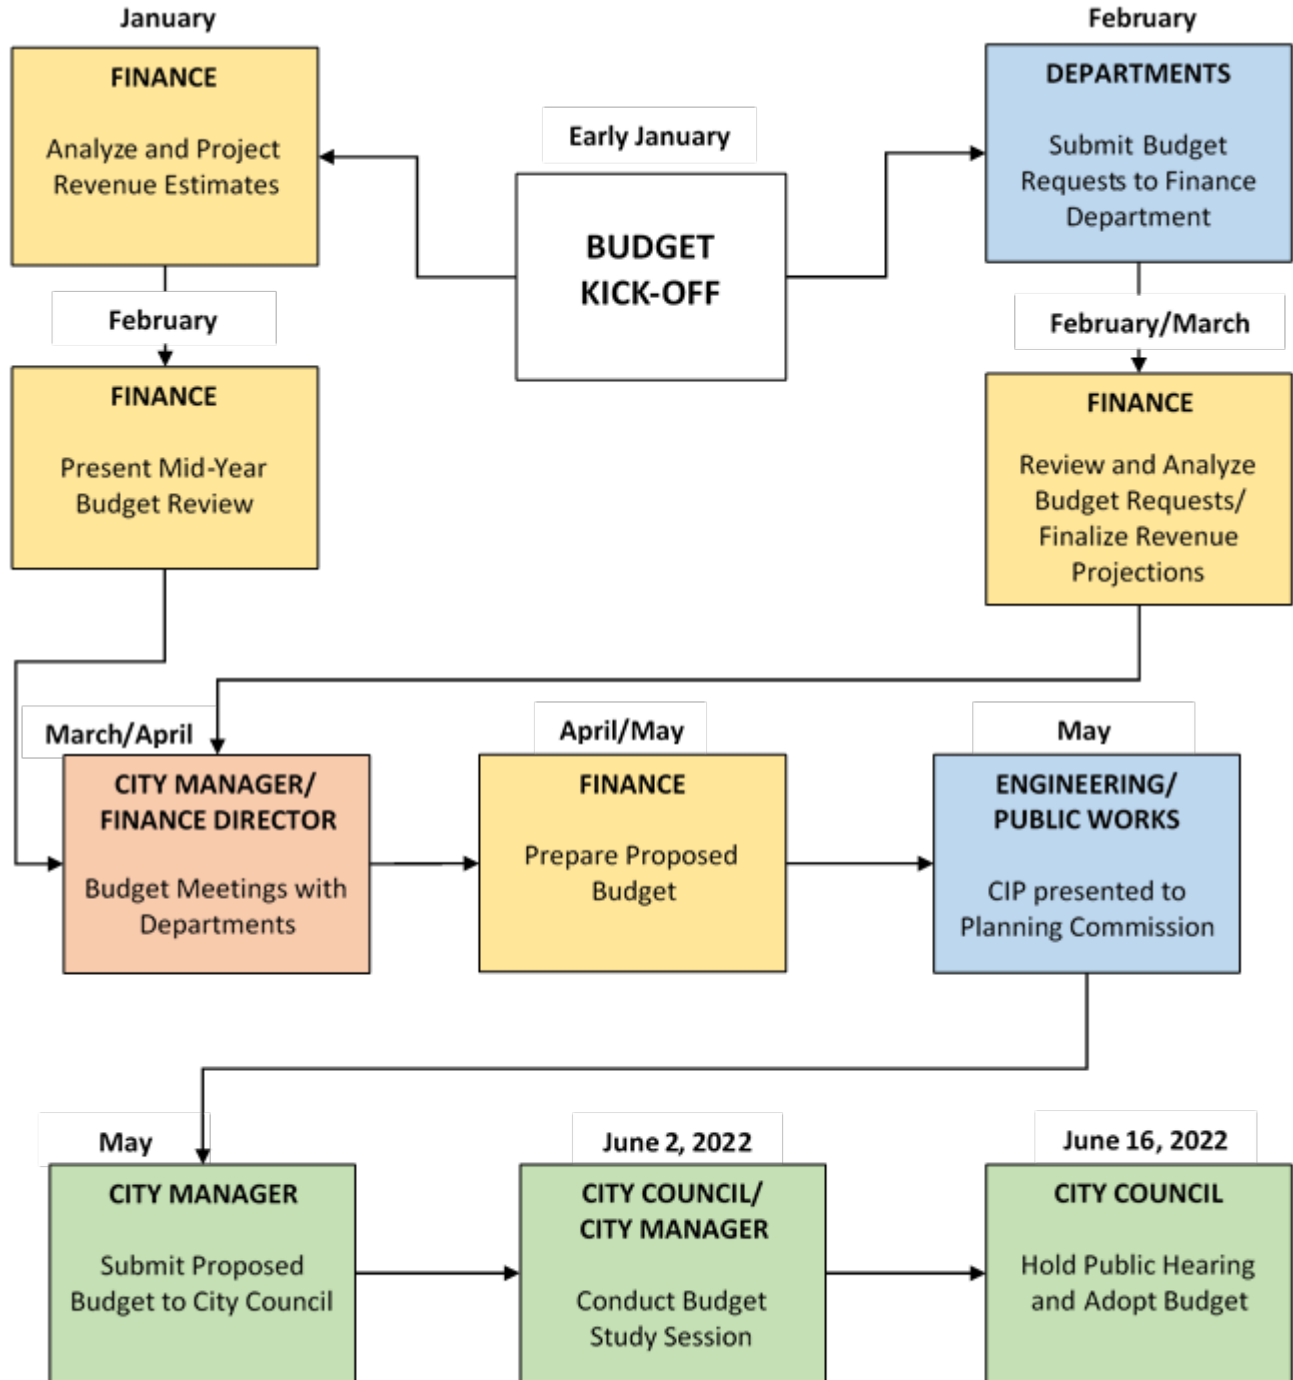 January
FINANCE
Analyze and Project
Revenue Estimates
Early January
BUDGET
KICK-OFF
February
DEPARTMENTS
Submit Budget
Requests to Finance
Department
February
FINANCE
Present Mid-Year
Budget Review
February/March
FINANCE
Review and Analyze
Budget Requests/
Finalize Revenue
Projections
March/April
CITY MANAGER/
FINANCE DIRECTOR
Budget Meetings with
Departments
April/May
FINANCE
Prepare Proposed
Budget
May
ENGINEERING/
PUBLIC WORKS
CIP presented to
Planning Commission
May
CITY MANAGER
Submit Proposed
Budget to City Council
June 2, 2022
CITY COUNCIL/
CITY MANAGER
Conduct Budget
Study Session
June 16, 2022
CITY COUNCIL
Hold Public Hearing
and Adopt Budget